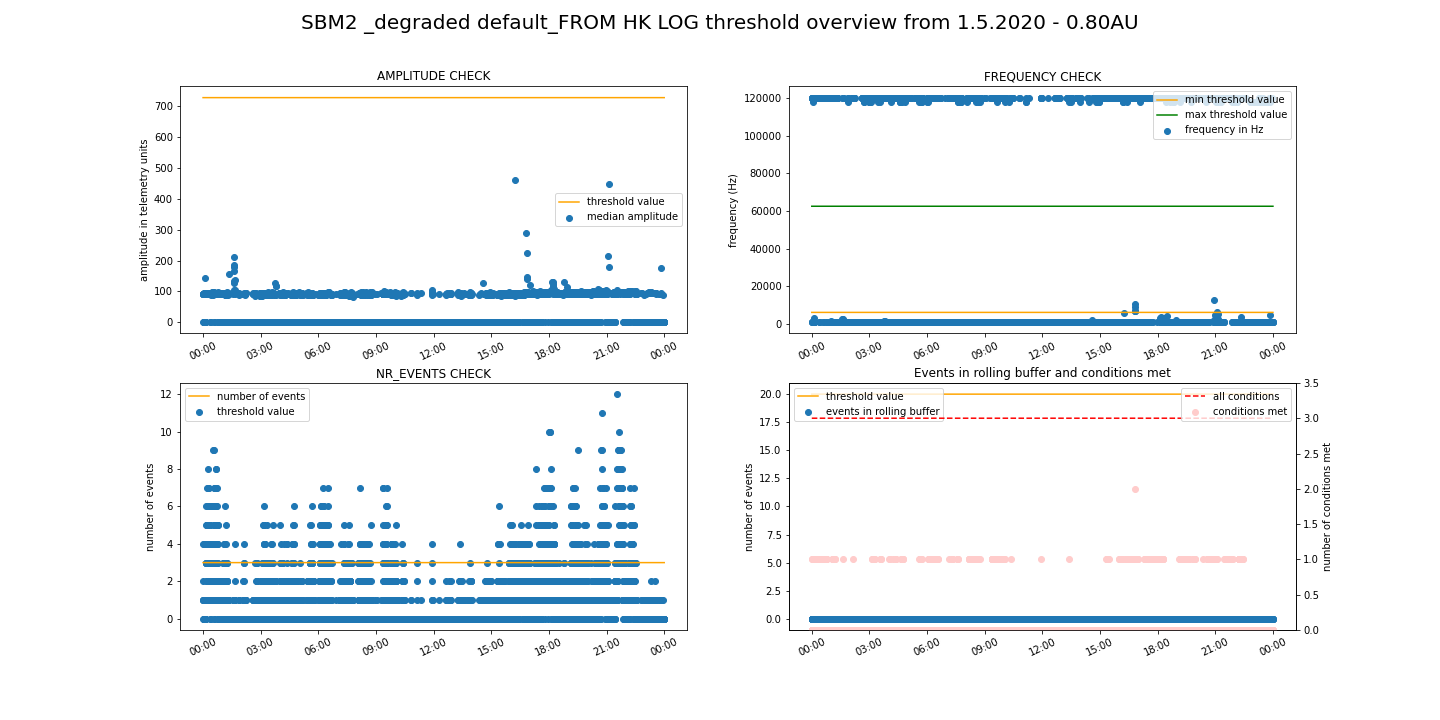 SBM2 _degraded default_FROM HK LOG threshold overview from 1.5.2020 - 0.80AU
AMPLITUDE CHECK
amplitude in telemetry units
700
600
500
400
300
200
100
0
threshold value
median amplitude
00:00 03:00 06:00 09:00 12:00 15:00 18:00 21:00 00:00
FREQUENCY CHECK
frequency (Hz)
120000
100000
80000
60000
40000
20000
0
min threshold value
max threshold value
frequency in Hz
00:00 03:00 06:00 09:00 12:00 15:00 18:00 21:00 00:00
NR_EVENTS CHECK
number of events
12
10
8
6
4
2
0
number of events
threshold value
00:00 03:00 06:00 09:00 12:00 15:00 18:00 21:00 00:00
Events in rolling buffer and conditions met
number of events
20.0
17.5
15.0
12.5
10.0
7.5
5.0
2.5
0.0
threshold value
events in rolling buffer
all conditions
conditions met
3.5
3.0
2.5
2.0
1.5
1.0
0.5
0.0
number of conditions met
00:00 03:00 06:00 09:00 12:00 15:00 18:00 21:00 00:00